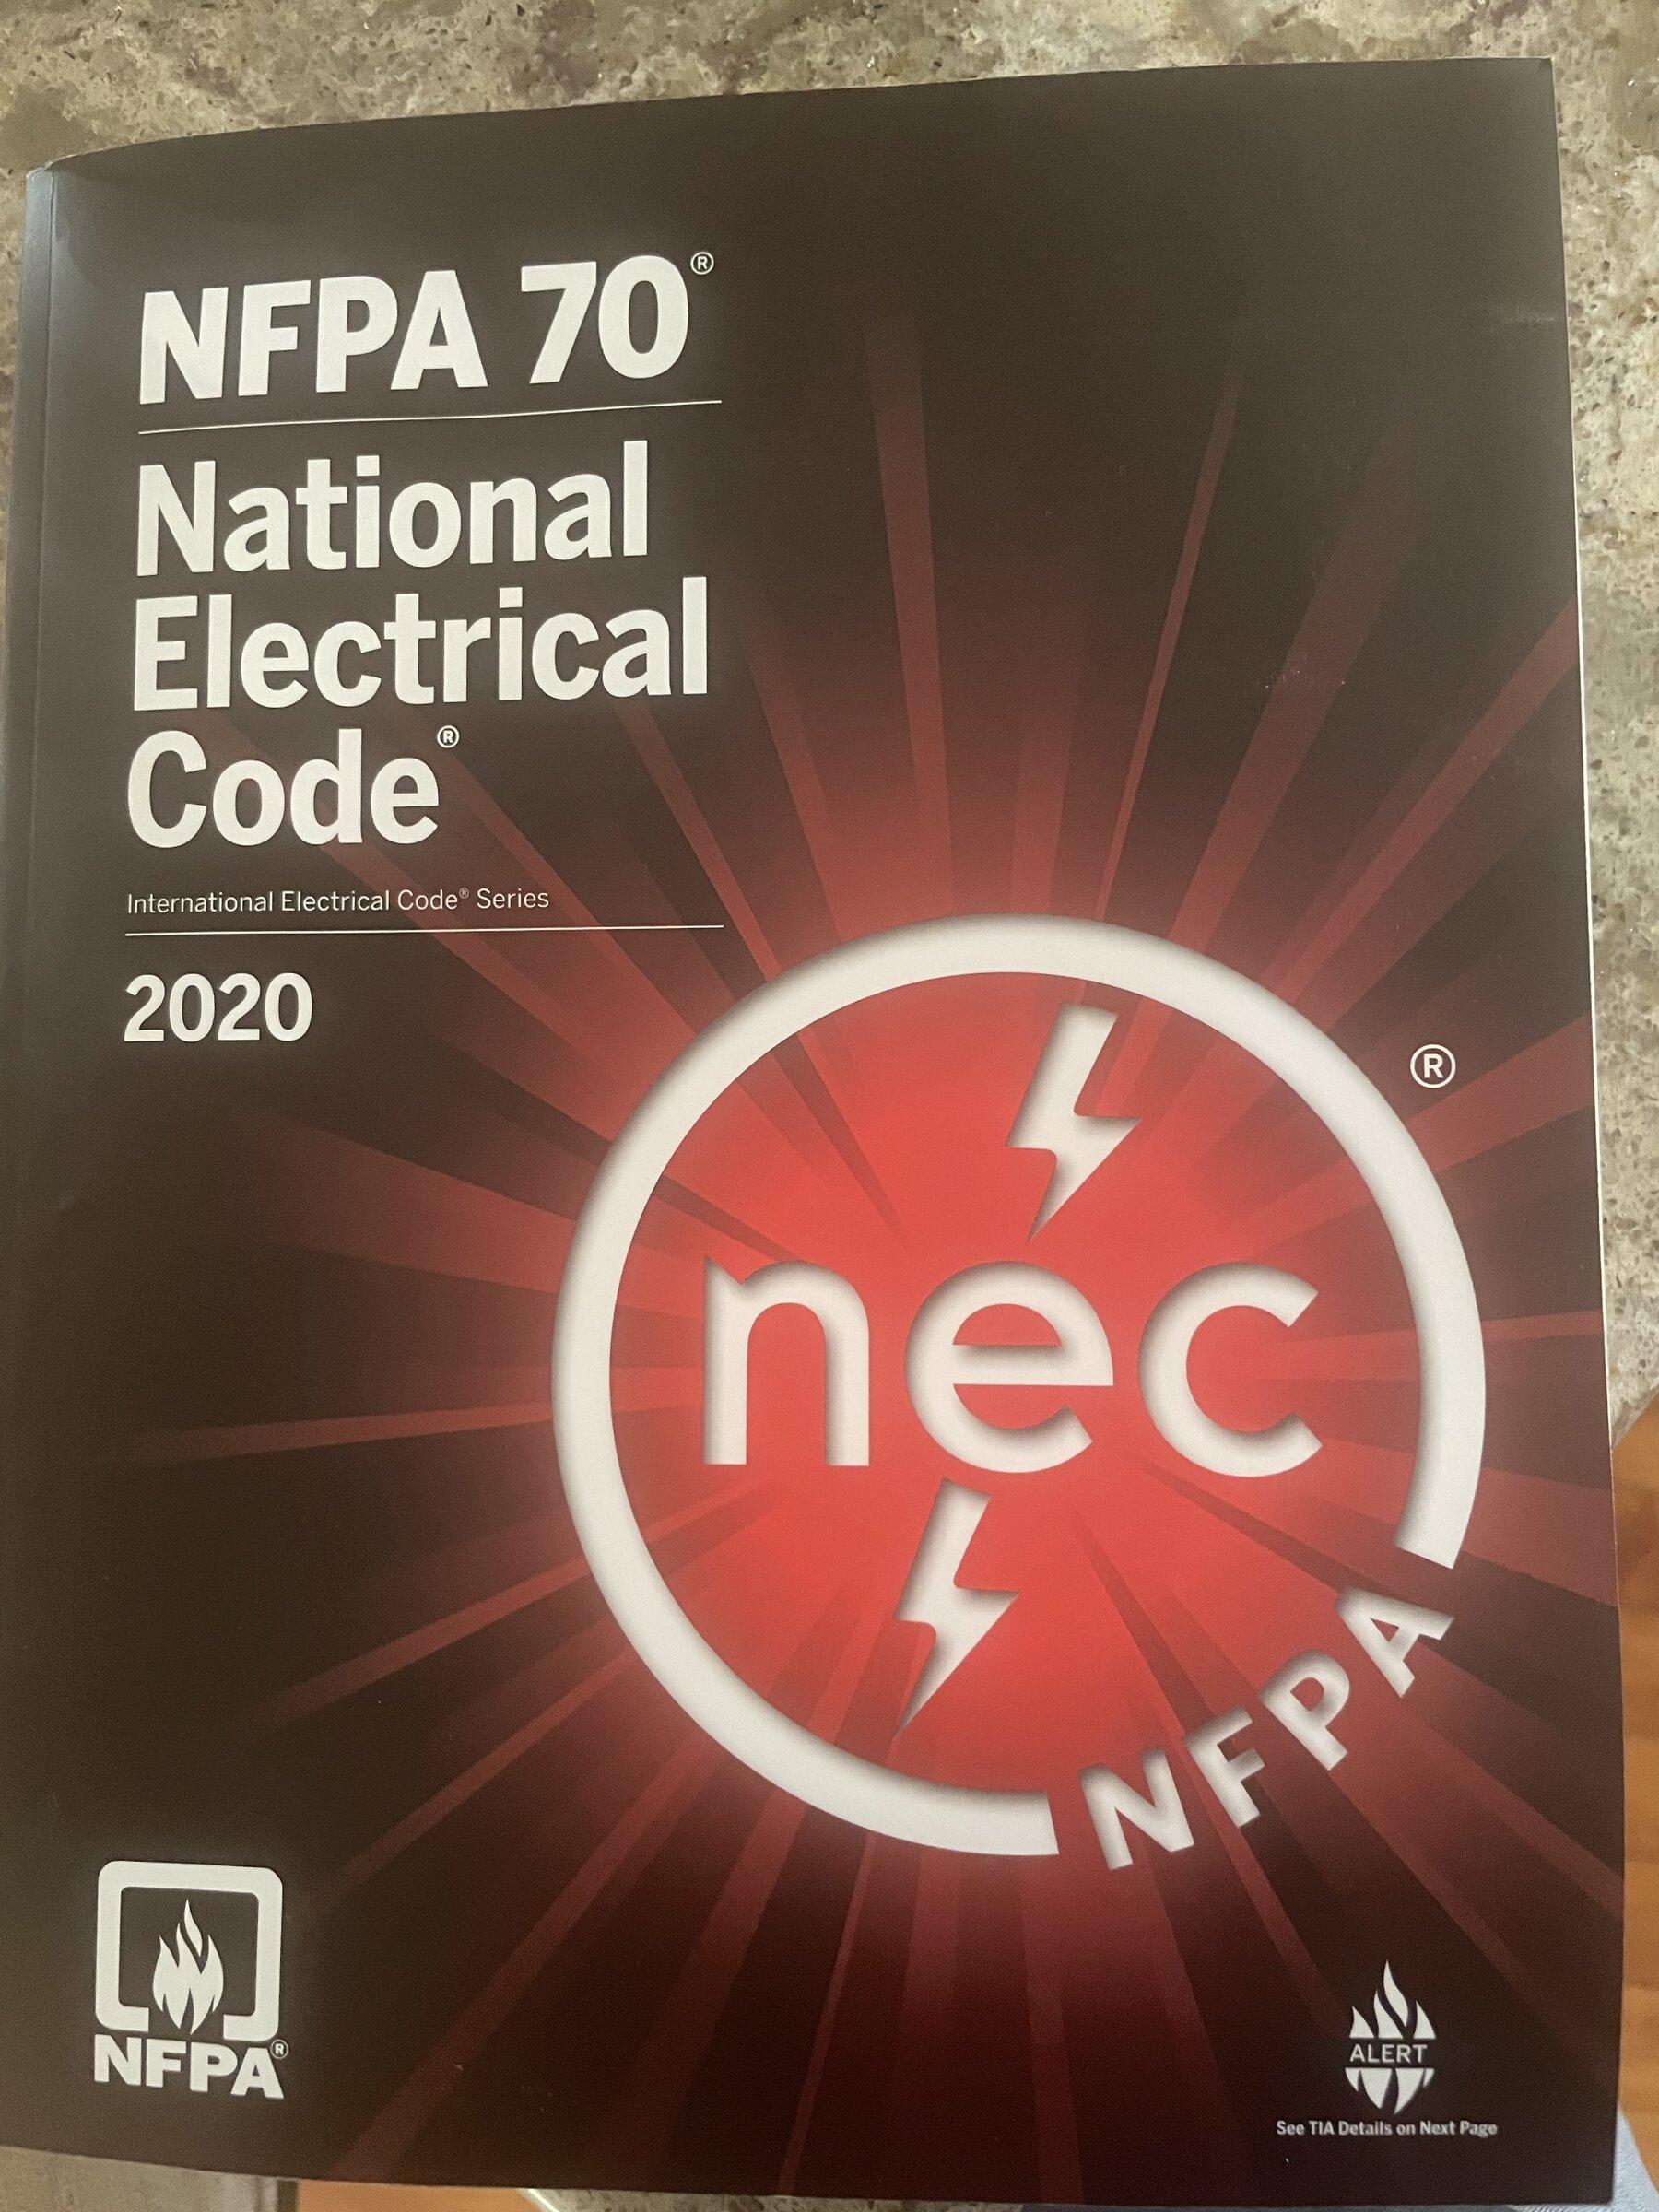 NFPA 70®
National
Electrical
Code®
International Electrical Code® Series
2020
®
nec
NFPA
NFPA®
ALERT
See TIA Details on Next Page